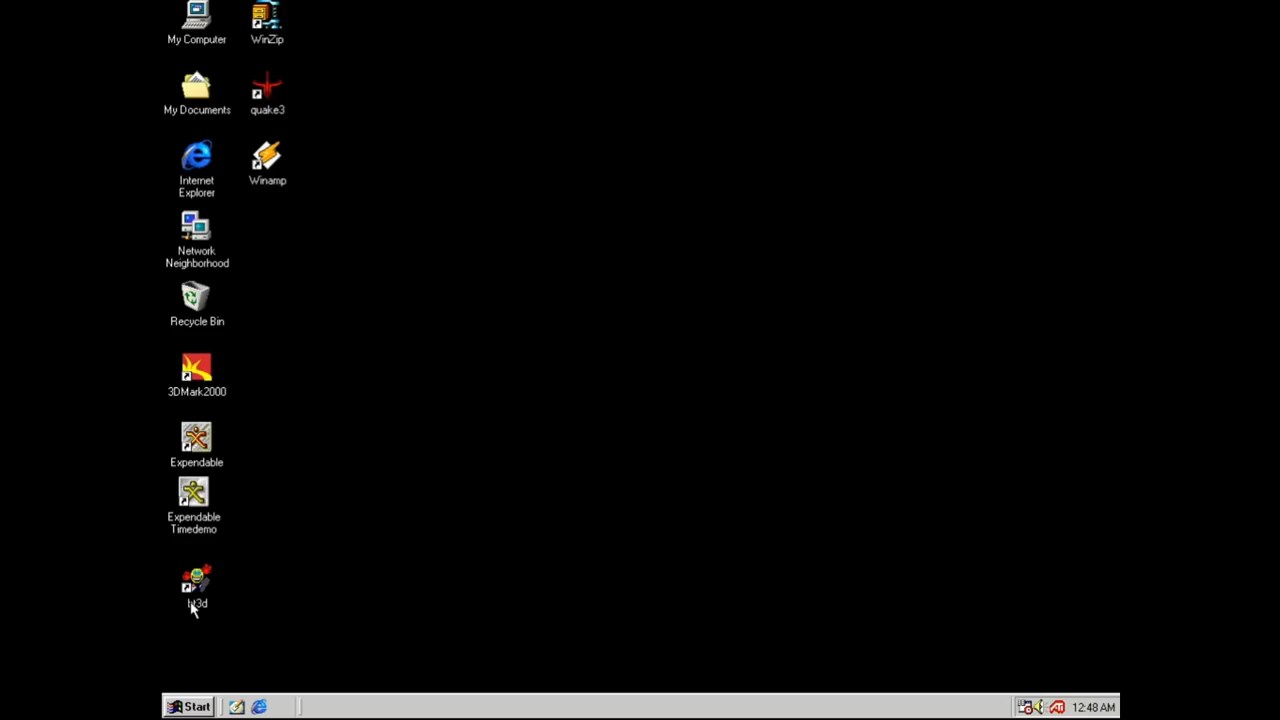 My Computer
WinZip
My Documents
quake3
Internet
Explorer
Winamp
Network
Neighborhood
Recycle Bin
3DMark2000
Expendable
Expendable
Timedemo
Start
12:48 AM